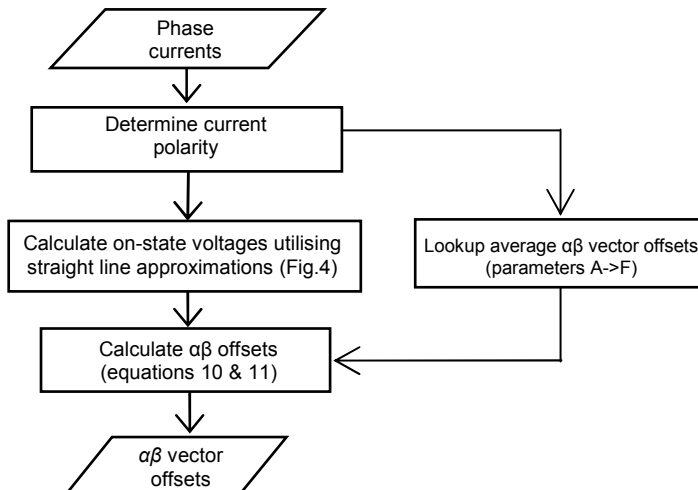 Phase
currents
Determine current
polarity
Calculate on-state voltages utilising
straight line approximations (Fig.4)
Lookup average αβ vector offsets
(parameters A->F)
Calculate αβ offsets
(equations 10 & 11)
αβ vector
offsets